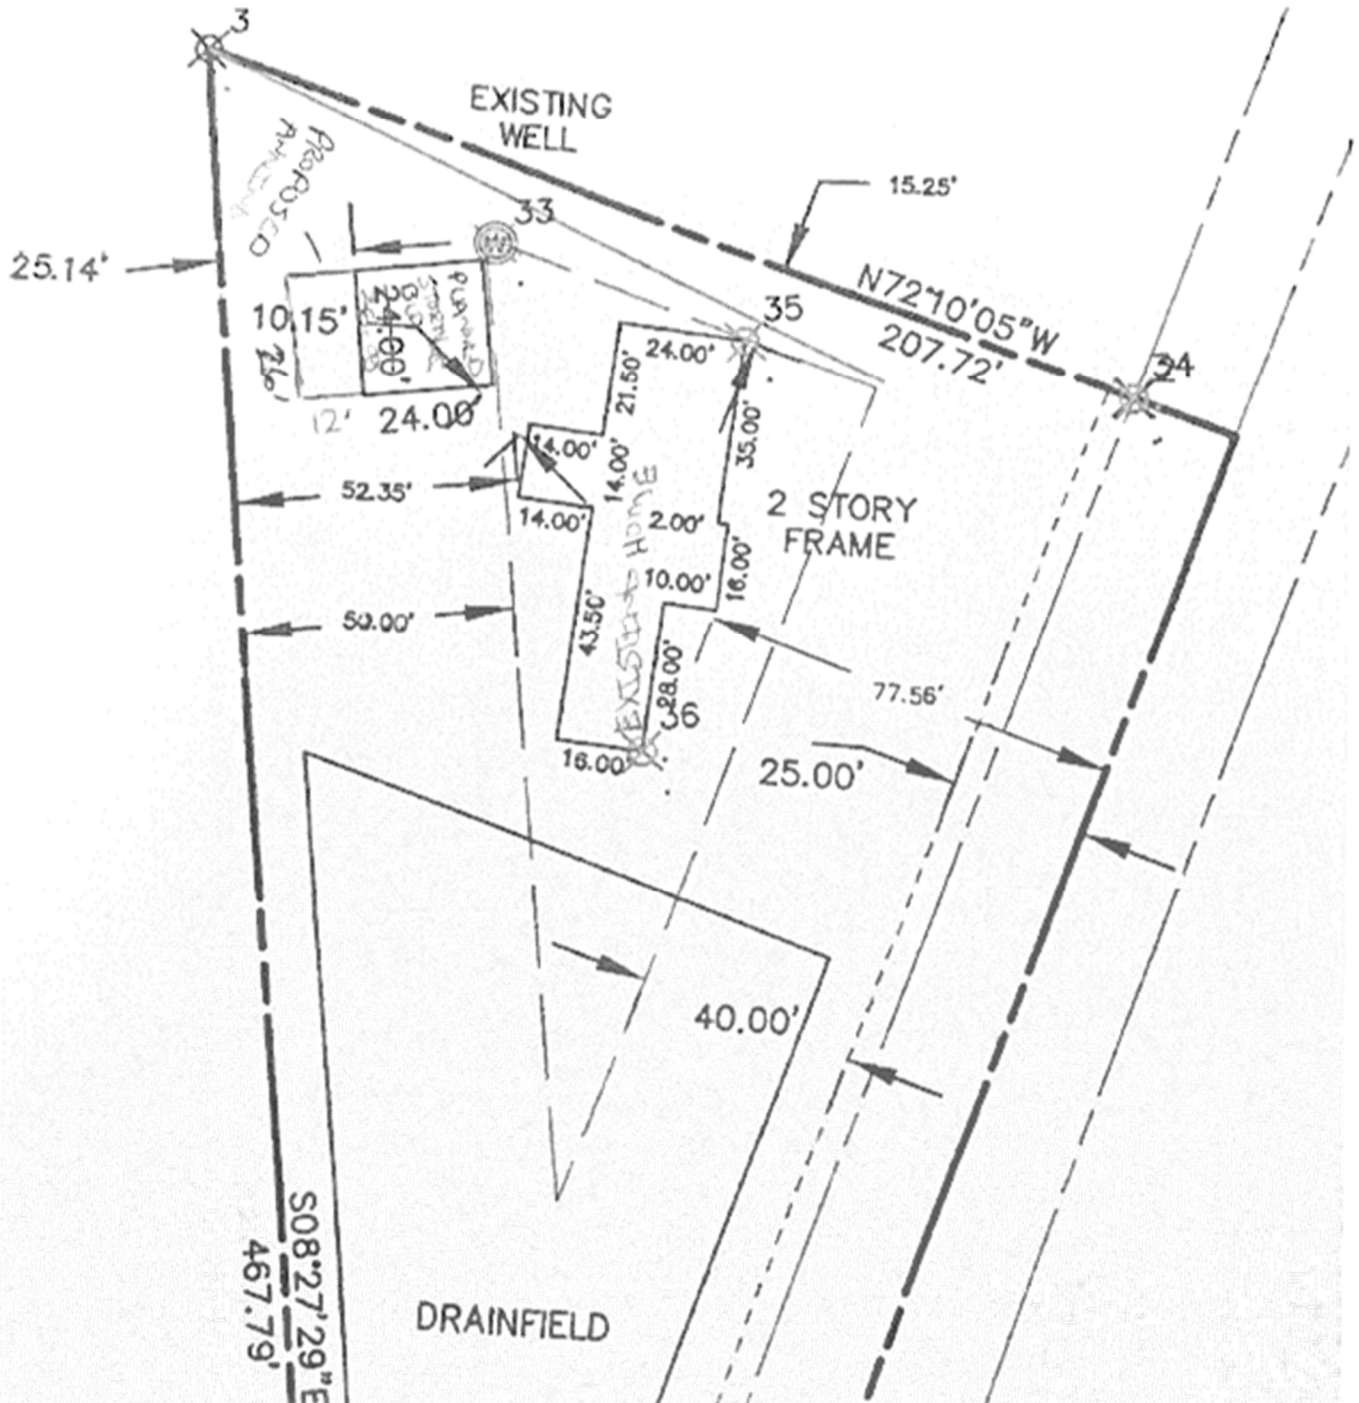 3
EXISTING
WELL
15.25'
33
25.14'
N72°10'05"W
207.72'
35
24
PROPOSED
PLANNED
STORAGE
10.15'
24.00'
26'
12'
24.00
24.00'
21.50'
35.00'
14.00'
14.00'
14.00'
52.35'
2.00'
2 STORY
FRAME
16.00'
10.00'
EXISTING HOME
43.50'
28.00'
50.00'
77.56'
36
16.00'
25.00'
40.00'
S08°27'29"E
467.79'
DRAINFIELD